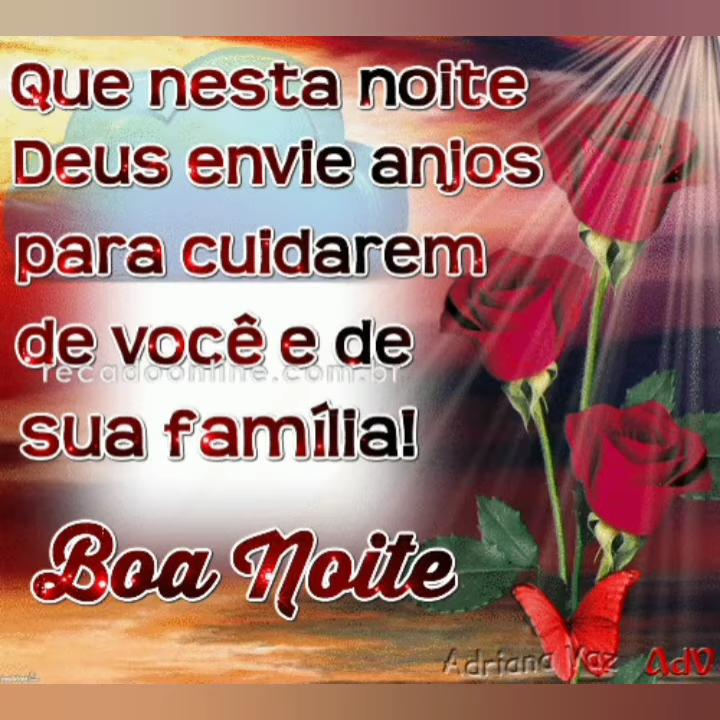 Que nesta noite
Deus envie anjos
para cuidarem
de você e de
recadoonline.com.br
sua família!
Boa Noite
Adriana Vaz AdV